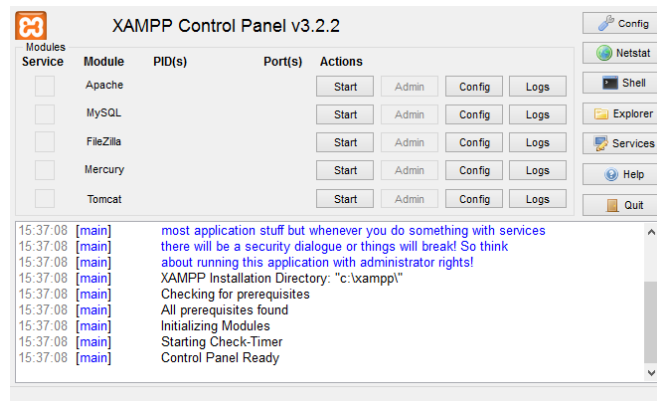 XAMPP Control Panel v3.2.2
Config
Modules
Service Module PID(s) Port(s) Actions
Netstat
Apache Start Admin Config Logs
Shell
MySQL Start Admin Config Logs
Explorer
FileZilla Start Admin Config Logs
Services
Mercury Start Admin Config Logs
Help
Tomcat Start Admin Config Logs
Quit
15:37:08 [main] most application stuff but whenever you do something with services
15:37:08 [main] there will be a security dialogue or things will break! So think
15:37:08 [main] about running this application with administrator rights!
15:37:08 [main] XAMPP Installation Directory: "c:\xampp\"
15:37:08 [main] Checking for prerequisites
15:37:08 [main] All prerequisites found
15:37:08 [main] Initializing Modules
15:37:08 [main] Starting Check-Timer
15:37:08 [main] Control Panel Ready